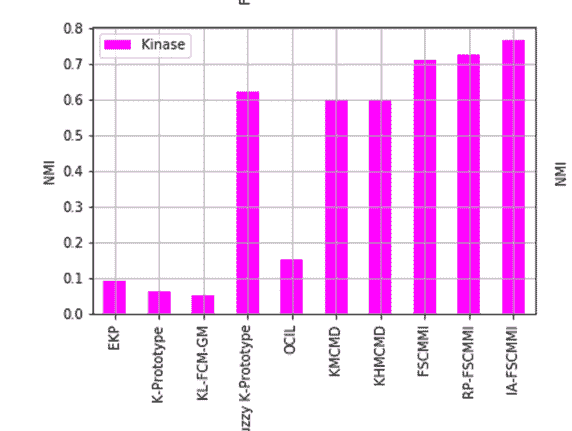 0.8
Kinase
0.7
0.6
0.5
0.4
0.3
0.2
0.1
0.0
NMI
NMI
EKP
K-Prototype
KL-FCM-GM
uzzy K-Prototype
OCIL
KMCMD
KHMCMD
FSCMMI
RP-FSCMMI
IA-FSCMMI